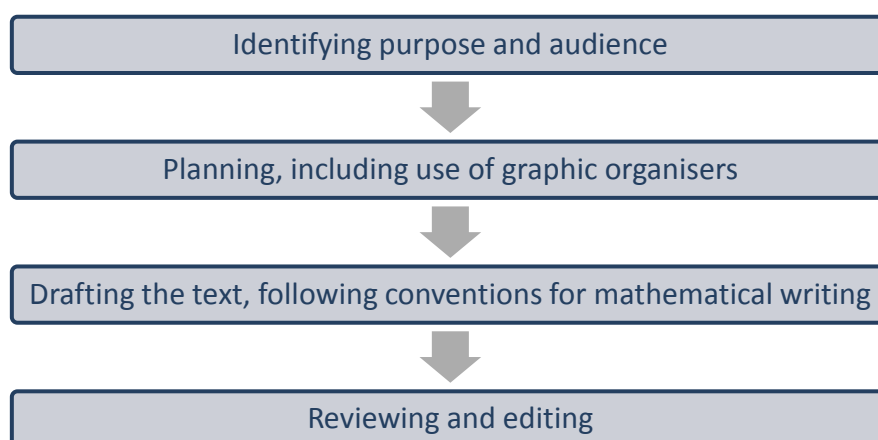 Identifying purpose and audience
Planning, including use of graphic organisers
Drafting the text, following conventions for mathematical writing
Reviewing and editing